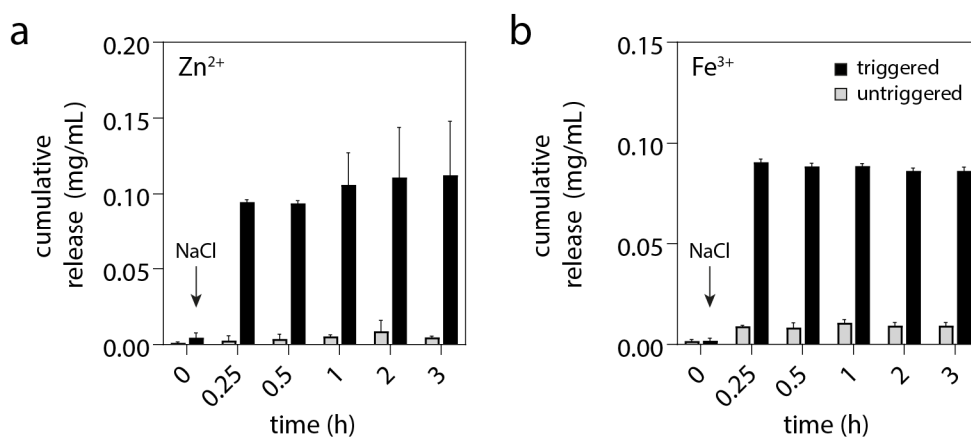 a
cumulative
release (mg/mL)
0.20
0.15
0.10
0.05
0.00
Zn²⁺
NaCl
0
0.25
0.5
1
2
3
time (h)
b
cumulative
release (mg/mL)
0.15
0.10
0.05
0.00
Fe³⁺
triggered
untriggered
NaCl
0
0.25
0.5
1
2
3
time (h)